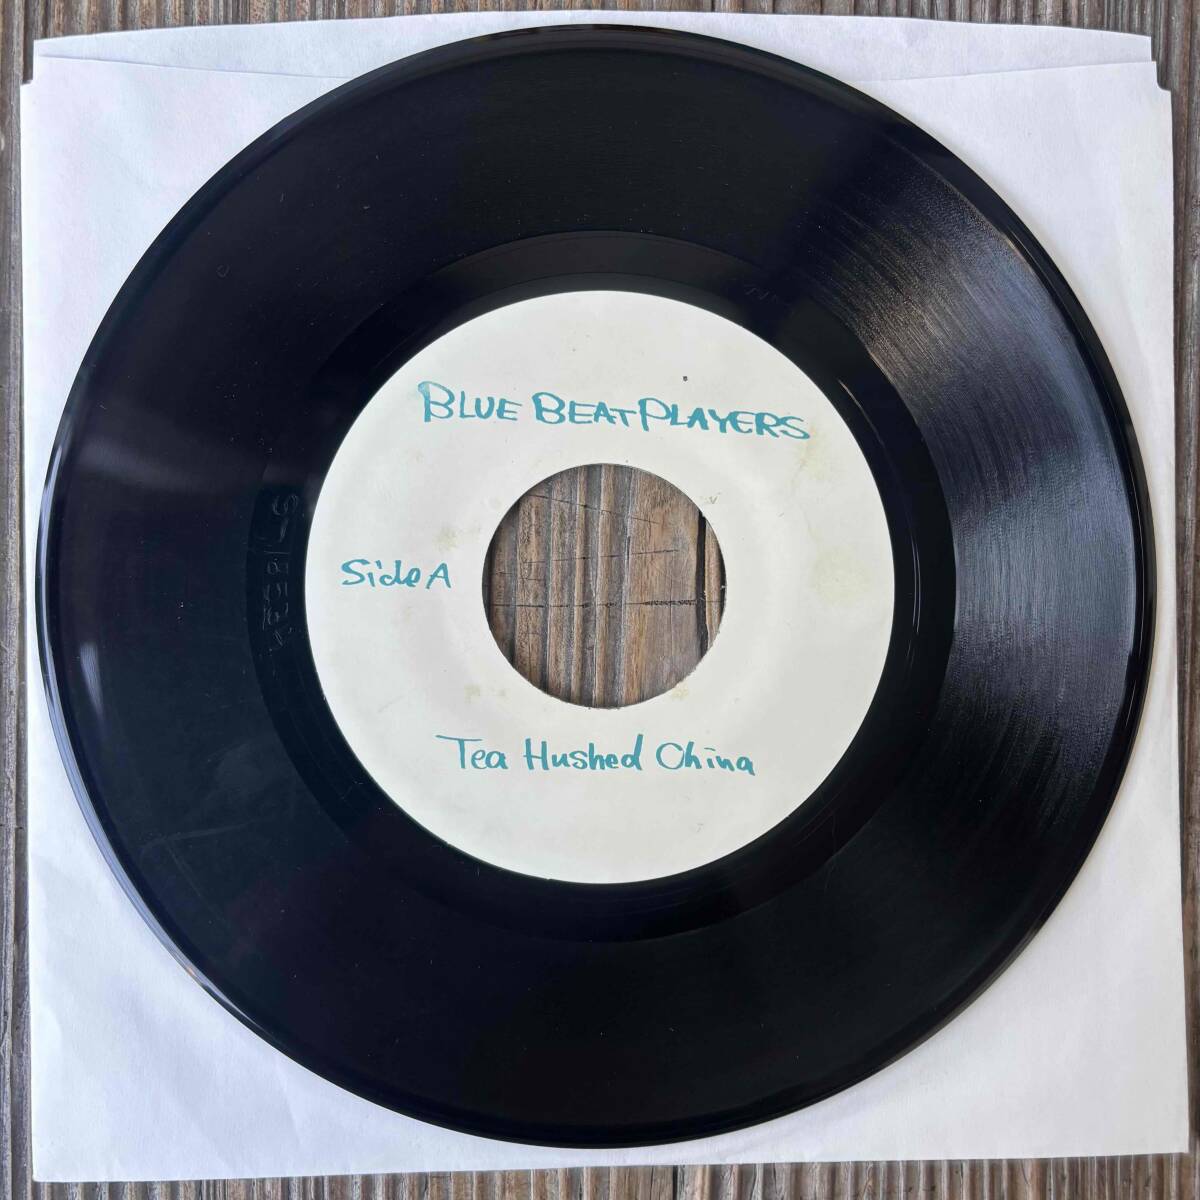 BLUE BEAT PLAYERS
Side A
Tea Hushed China